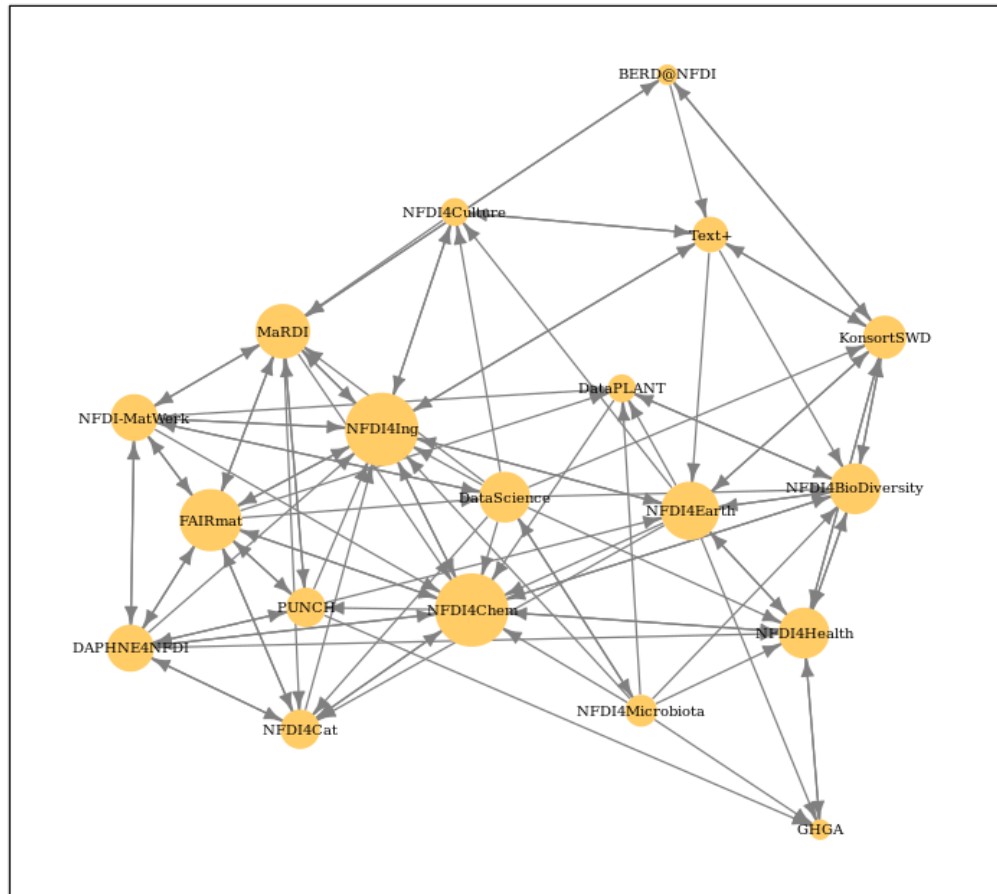 BERD@NFDI
NFDI4Culture
Text+
MaRDI
KonsortSWD
DataPLANT
NFDI-MatWerk
NFDI4Ing
NFDI4BioDiversity
DataScience
NFDI4Earth
FAIRmat
PUNCH
NFDI4Chem
NFDI4Health
DAPHNE4NFDI
NFDI4Microbiota
NFDI4Cat
GHGA